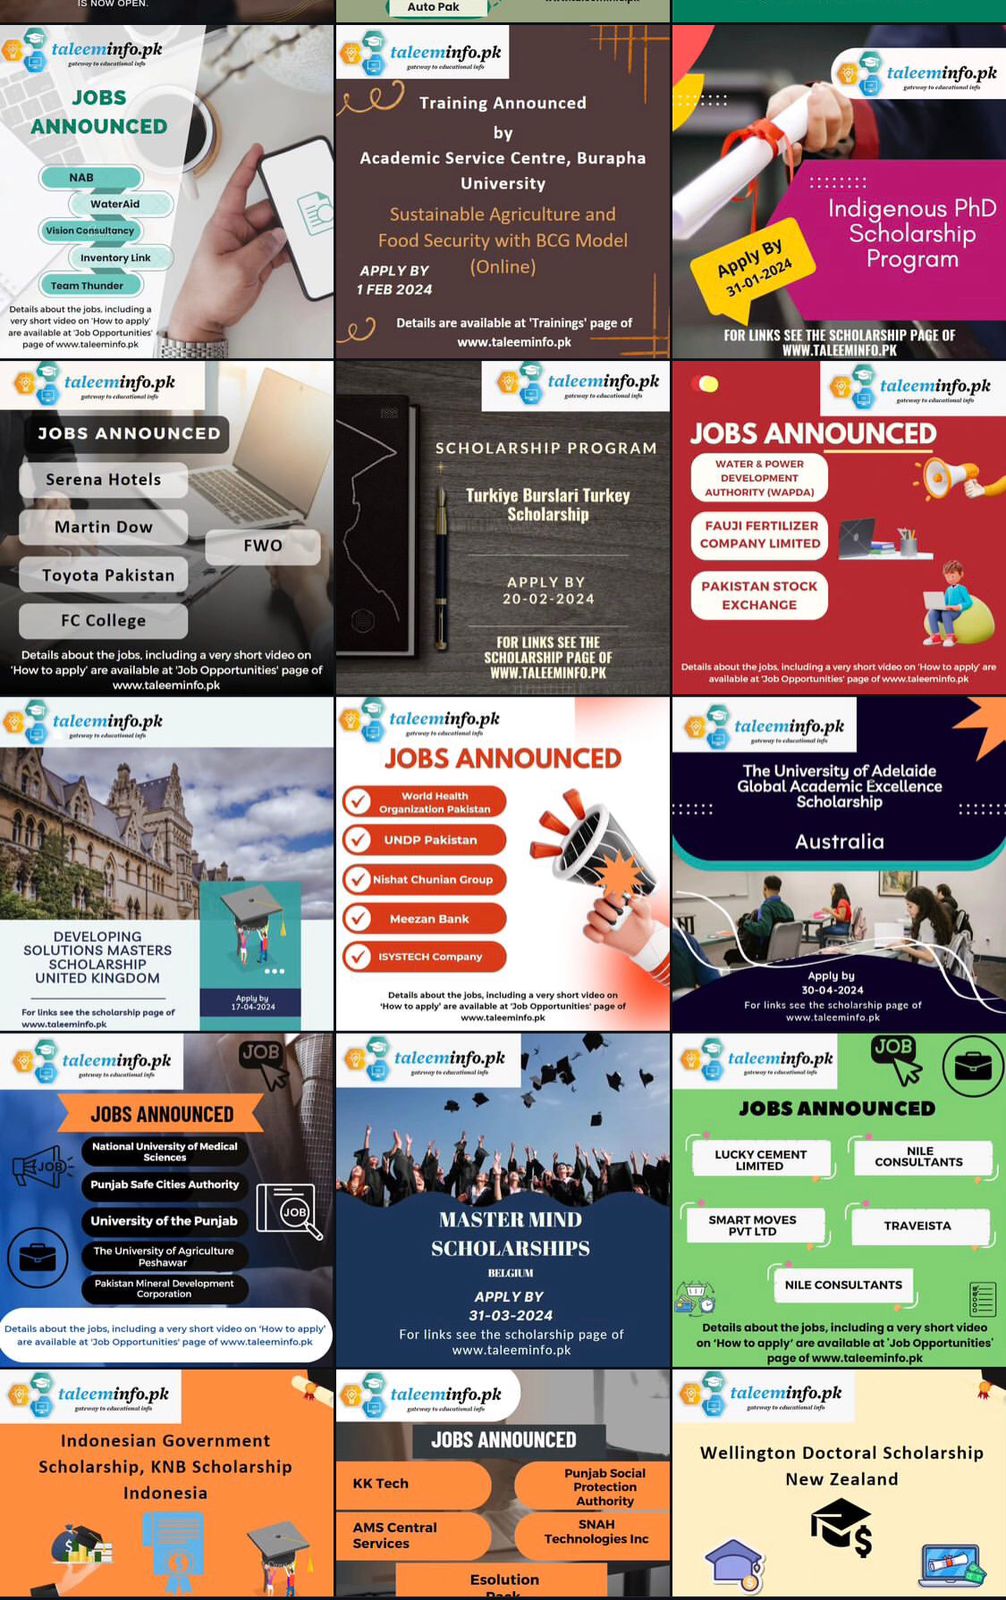 IS NOW OPEN.
Auto Pak
taleeminfo.pk
gateway to educational info
JOBS
ANNOUNCED
NAB
WaterAid
Vision Consultancy
Inventory Link
Team Thunder
Details about the jobs, including a
very short video on 'How to apply'
are available at 'Job Opportunities'
page of www.taleeminfo.pk
taleeminfo.pk
gateway to educational info
Training Announced
by
Academic Service Centre, Burapha
University
Sustainable Agriculture and
Food Security with BCG Model
(Online)
APPLY BY
1 FEB 2024
Details are available at 'Trainings' page of
www.taleeminfo.pk
taleeminfo.pk
gateway to educational info
Indigenous PhD
Scholarship
Program
Apply By
31-01-2024
FOR LINKS SEE THE SCHOLARSHIP PAGE OF
WWW.TALEEMINFO.PK
taleeminfo.pk
gateway to educational info
JOBS ANNOUNCED
Serena Hotels
Martin Dow
FWO
Toyota Pakistan
FC College
Details about the jobs, including a very short video on
'How to apply' are available at 'Job Opportunities' page of
www.taleeminfo.pk
taleeminfo.pk
gateway to educational info
SCHOLARSHIP PROGRAM
Turkiye Burslari Turkey
Scholarship
APPLY BY
20-02-2024
FOR LINKS SEE THE
SCHOLARSHIP PAGE OF
WWW.TALEEMINFO.PK
taleeminfo.pk
gateway to educational info
JOBS ANNOUNCED
WATER & POWER
DEVELOPMENT
AUTHORITY (WAPDA)
FAUJI FERTILIZER
COMPANY LIMITED
PAKISTAN STOCK
EXCHANGE
Details about the jobs, including a very short video on 'How to apply' are
available at 'Job Opportunities' page of www.taleeminfo.pk
taleeminfo.pk
gateway to educational info
DEVELOPING
SOLUTIONS MASTERS
SCHOLARSHIP
UNITED KINGDOM
Apply by
17-04-2024
For links see the scholarship page of
www.taleeminfo.pk
taleeminfo.pk
gateway to educational info
JOBS ANNOUNCED
World Health
Organization Pakistan
UNDP Pakistan
Nishat Chunian Group
Meezan Bank
ISYSTECH Company
Details about the jobs, including a very short video on
'How to apply' are available at 'Job Opportunities' page of
www.taleeminfo.pk
taleeminfo.pk
gateway to educational info
The University of Adelaide
Global Academic Excellence
Scholarship
Australia
Apply by
30-04-2024
For links see the scholarship page of
www.taleeminfo.pk
taleeminfo.pk
gateway to educational info
JOB
JOBS ANNOUNCED
National University of Medical
Sciences
JOB
Punjab Safe Cities Authority
University of the Punjab
JOB
The University of Agriculture
Peshawar
Pakistan Mineral Development
Corporation
Details about the jobs, including a very short video on 'How to apply'
are available at 'Job Opportunities' page of www.taleeminfo.pk
taleeminfo.pk
gateway to educational info
MASTER MIND
SCHOLARSHIPS
BELGIUM
APPLY BY
31-03-2024
For links see the scholarship page of
www.taleeminfo.pk
taleeminfo.pk
gateway to educational info
JOB
JOBS ANNOUNCED
LUCKY CEMENT
LIMITED
NILE
CONSULTANTS
SMART MOVES
PVT LTD
TRAVEISTA
NILE CONSULTANTS
Details about the jobs, including a very short video
on 'How to apply' are available at 'Job Opportunities'
page of www.taleeminfo.pk
taleeminfo.pk
gateway to educational info
Indonesian Government
Scholarship, KNB Scholarship
Indonesia
taleeminfo.pk
gateway to educational info
JOBS ANNOUNCED
KK Tech
Punjab Social
Protection
Authority
AMS Central
Services
SNAH
Technologies Inc
Esolution
taleeminfo.pk
gateway to educational info
Wellington Doctoral Scholarship
New Zealand